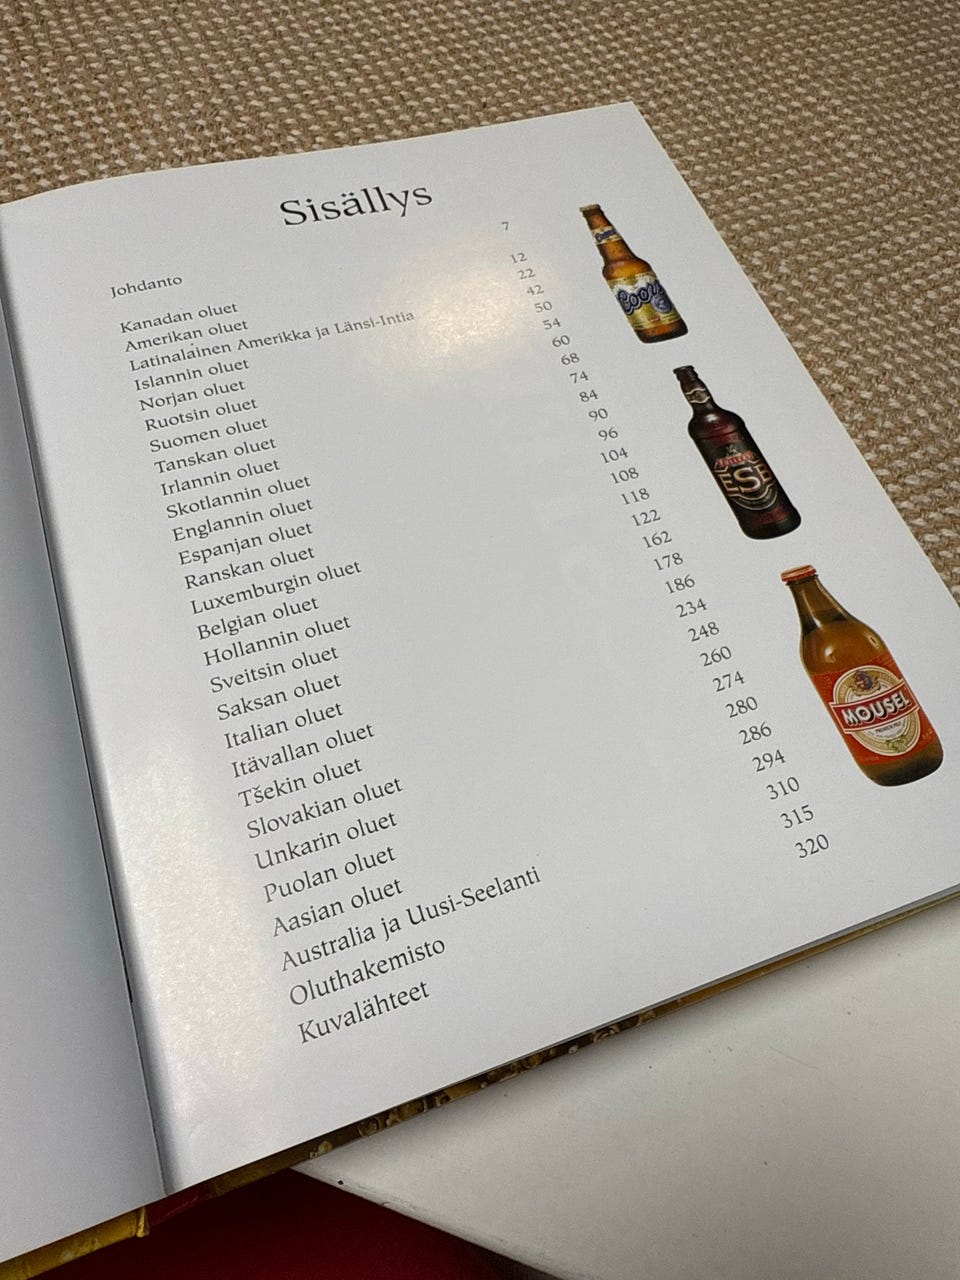 Sisällys
Johdanto 7
Kanadan oluet 12
Amerikan oluet 22
Latinalainen Amerikka ja Länsi-Intia 42
Islannin oluet 50
Norjan oluet 54
Ruotsin oluet 60
Suomen oluet 68
Tanskan oluet 74
Irlannin oluet 84
Skotlannin oluet 90
Englannin oluet 96
Espanjan oluet 104
Ranskan oluet 108
Luxemburgin oluet 118
Belgian oluet 122
Hollannin oluet 162
Sveitsin oluet 178
Saksan oluet 186
Italian oluet 234
Itävallan oluet 248
Tšekin oluet 260
Slovakian oluet 274
Unkarin oluet 280
Puolan oluet 286
Aasian oluet 294
Australia ja Uusi-Seelanti 310
Oluthakemisto 315
Kuvalähteet 320
Coors
ESB
MOUSEL
PREMIUM PILS